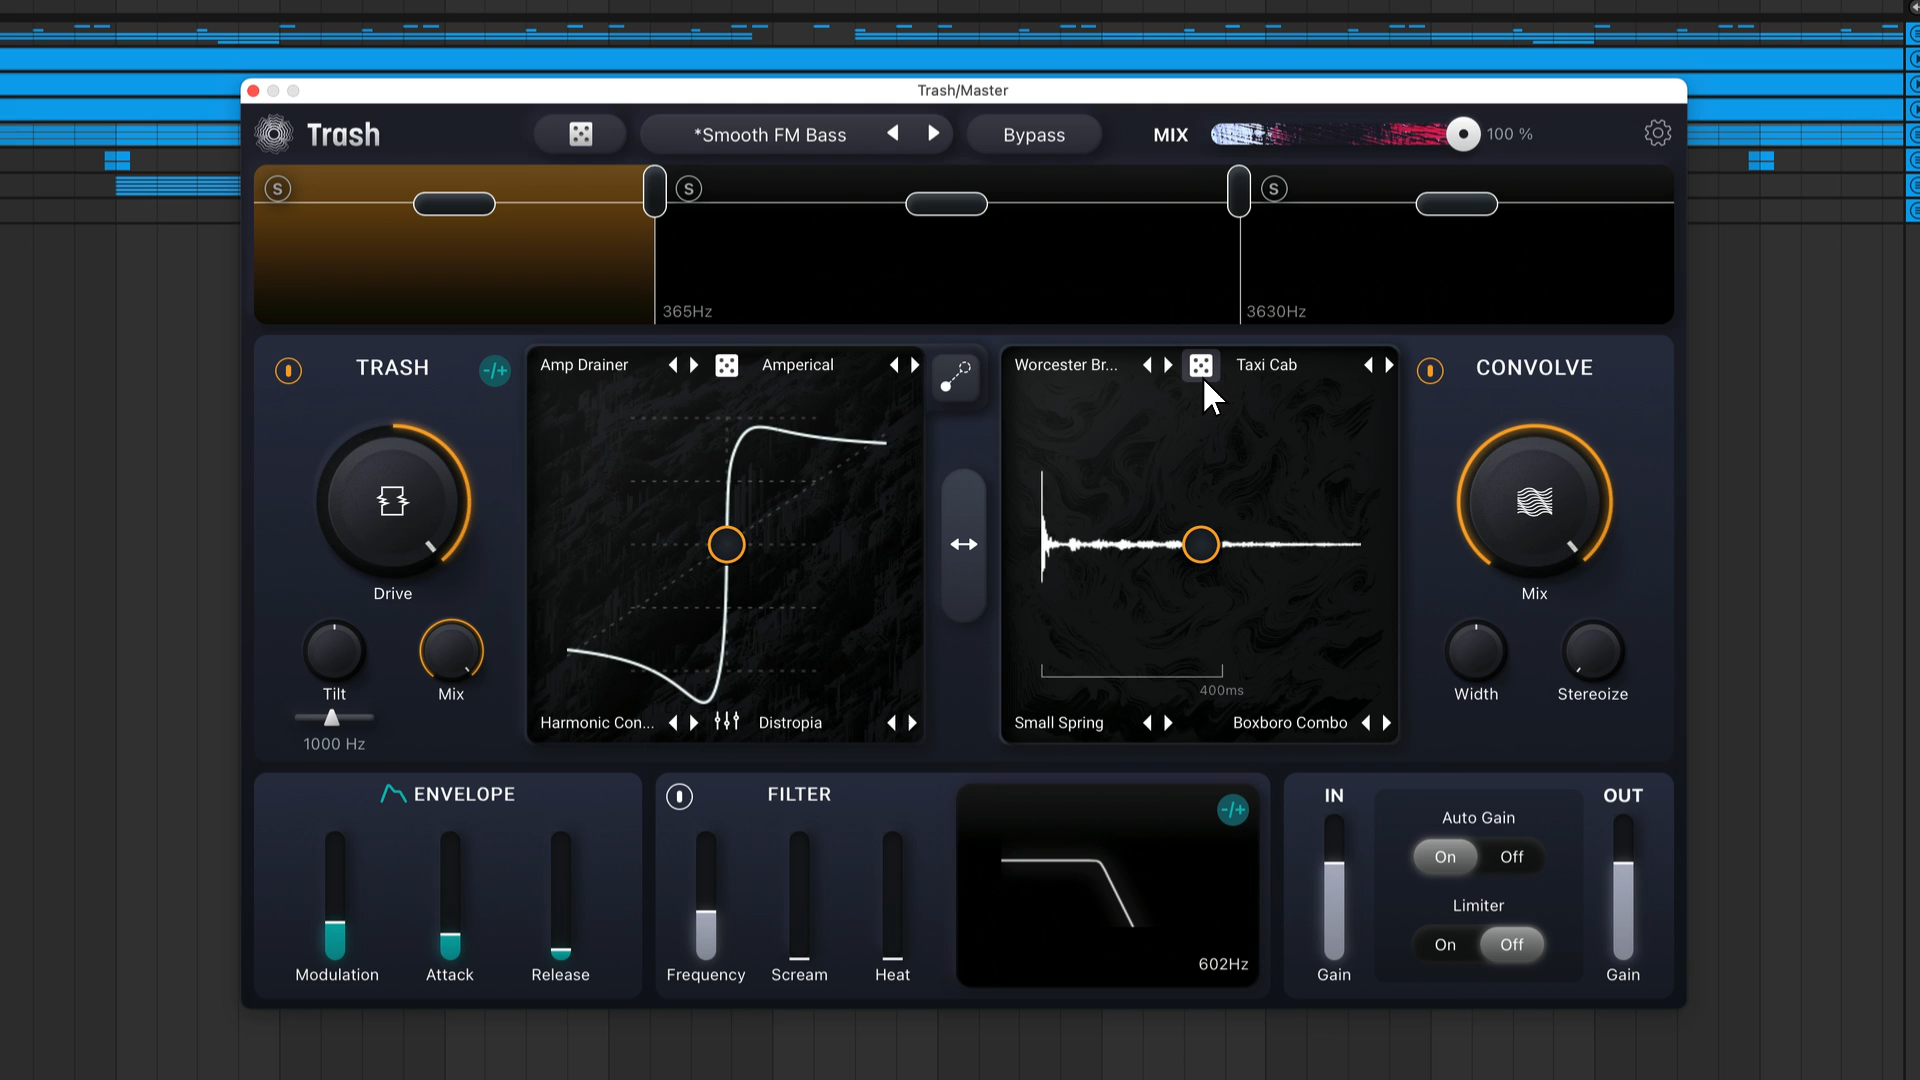 Trash/Master
Trash
*Smooth FM Bass
Bypass
MIX
100 %
S
S
S
365Hz
3630Hz
TRASH
-/+
Amp Drainer
Amperical
Worcester Br...
Taxi Cab
CONVOLVE
Drive
Mix
Tilt
Mix
1000 Hz
400ms
Width
Stereoize
Harmonic Con...
Distropia
Small Spring
Boxboro Combo
ENVELOPE
Modulation
Attack
Release
FILTER
Frequency
Scream
Heat
-/+
602Hz
IN
Gain
Auto Gain
On
Off
Limiter
On
Off
OUT
Gain